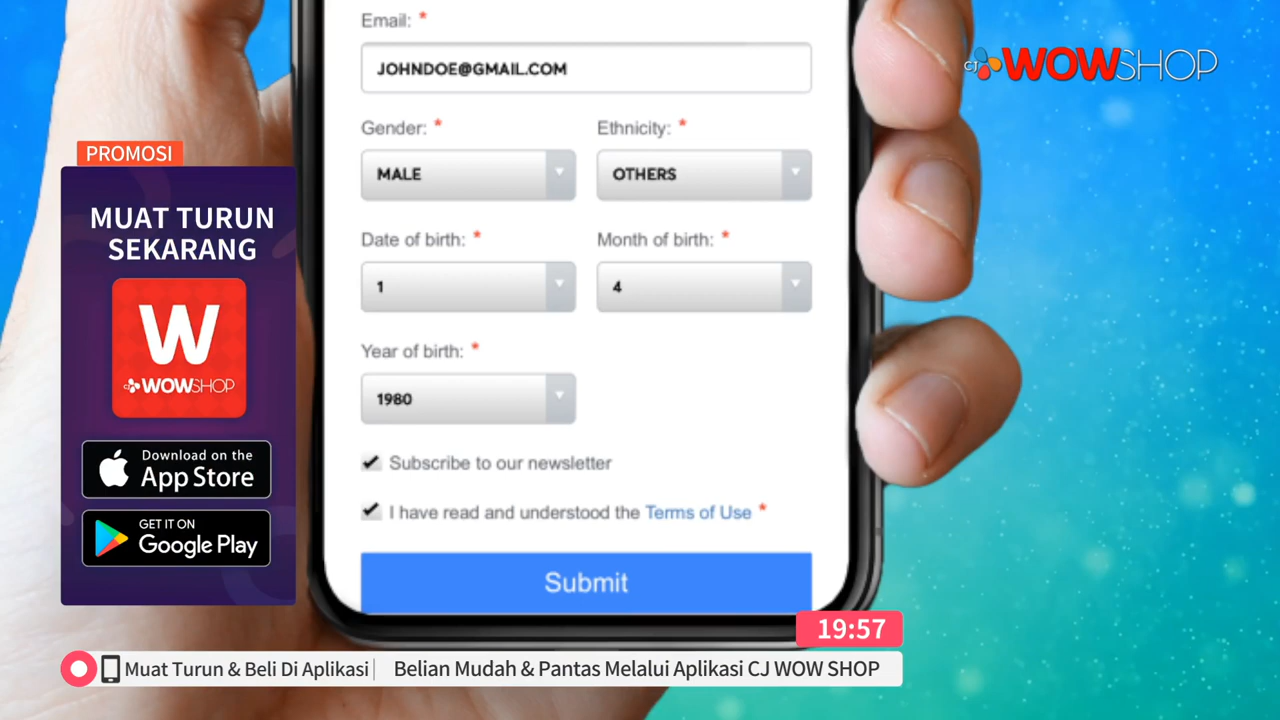 Email: *
JOHNDOE@GMAIL.COM
CJ WOWSHOP
Gender: *
Ethnicity: *
MALE
OTHERS
Date of birth: *
Month of birth: *
1
4
Year of birth: *
1980
Subscribe to our newsletter
I have read and understood the Terms of Use *
Submit
PROMOSI
MUAT TURUN
SEKARANG
W
CJ WOWSHOP
Download on the
App Store
GET IT ON
Google Play
19:57
Muat Turun & Beli Di Aplikasi | Belian Mudah & Pantas Melalui Aplikasi CJ WOW SHOP